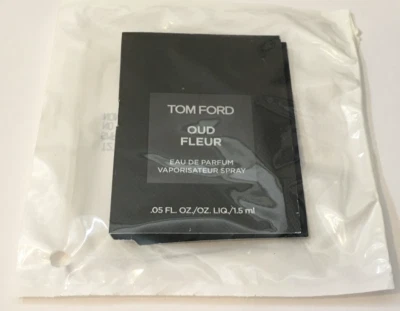 TOM FORD
OUD
FLEUR
EAU DE PARFUM
VAPORISATEUR SPRAY
.05 FL. OZ./OZ. LIQ./1.5 ml